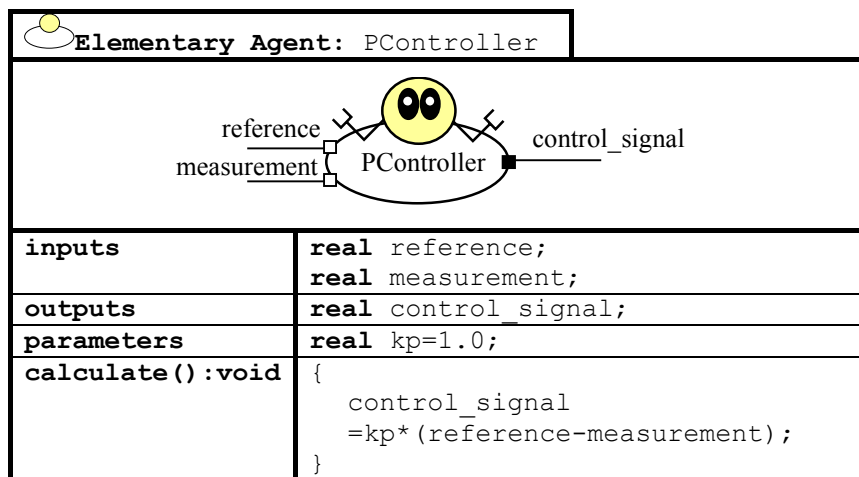 Elementary Agent: PController
reference
control_signal
measurement
PController
inputs real reference;
real measurement;
outputs real control_signal;
parameters real kp=1.0;
calculate():void {
control_signal
=kp*(reference-measurement);
}